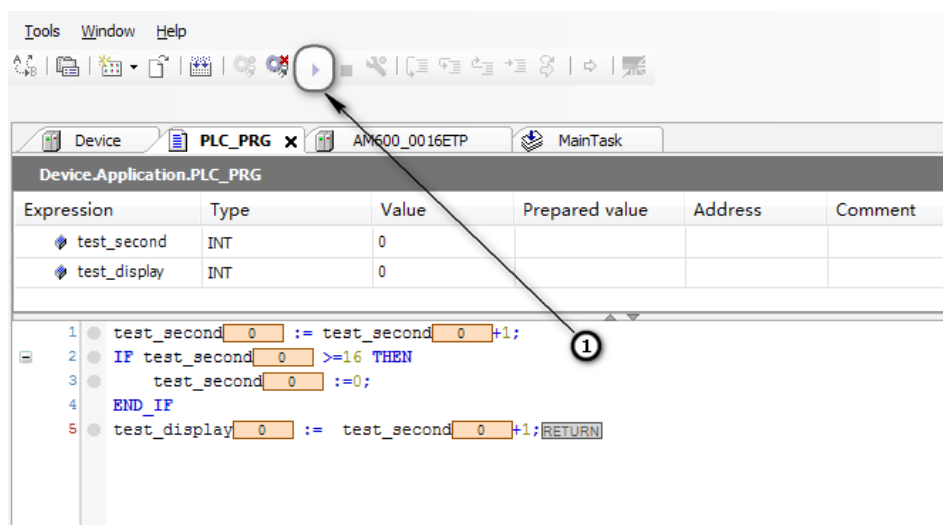 Tools Window Help
Device PLC_PRG x AM600_0016ETP MainTask
Device.Application.PLC_PRG
Expression Type Value Prepared value Address Comment
test_second INT 0
test_display INT 0
1 test_second 0 := test_second 0 +1;
2 IF test_second 0 >=16 THEN
1
3 test_second 0 :=0;
4 END_IF
5 test_display 0 := test_second 0 +1;RETURN